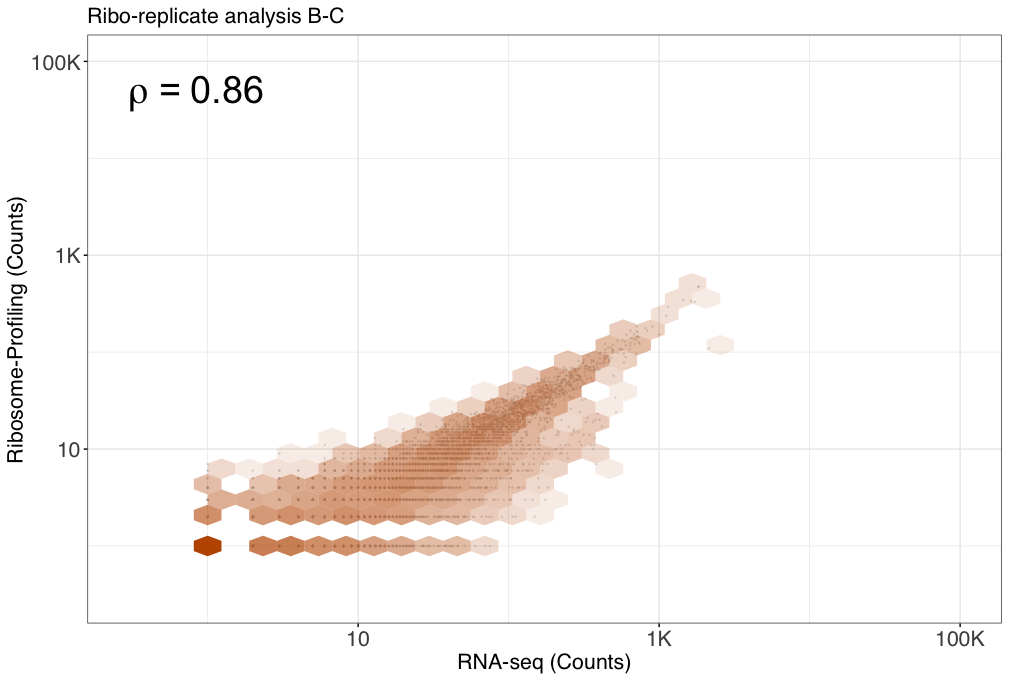 Ribo-replicate analysis B-C
100K
ρ = 0.86
1K
10
Ribosome-Profiling (Counts)
10
1K
100K
RNA-seq (Counts)